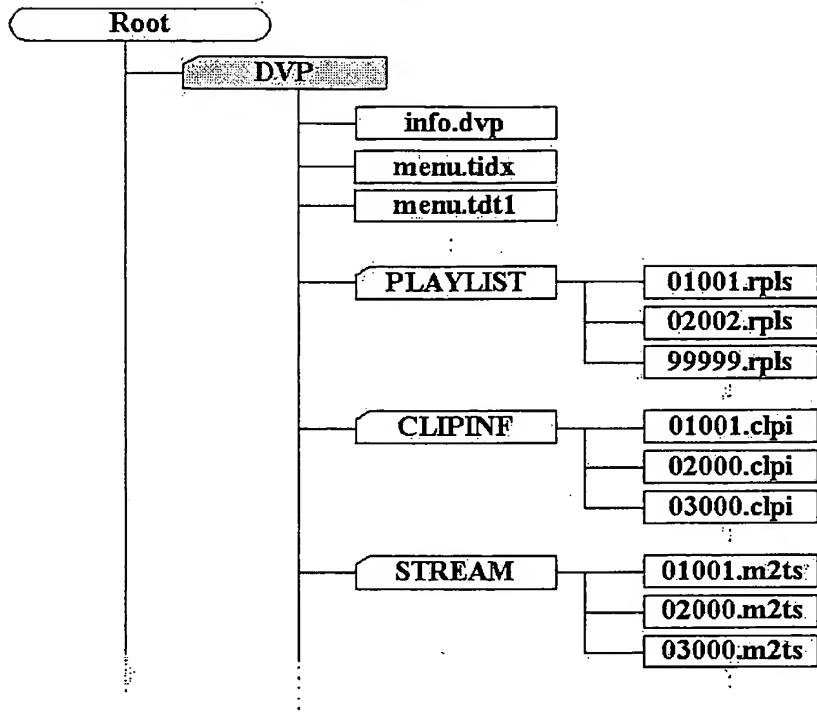 Root
DVP
info.dvp
menu.tidx
menu.tdt1
PLAYLIST
01001.rpls
02002.rpls
99999.rpls
CLIPINF
01001.clpi
02000.clpi
03000.clpi
STREAM
01001.m2ts
02000.m2ts
03000.m2ts